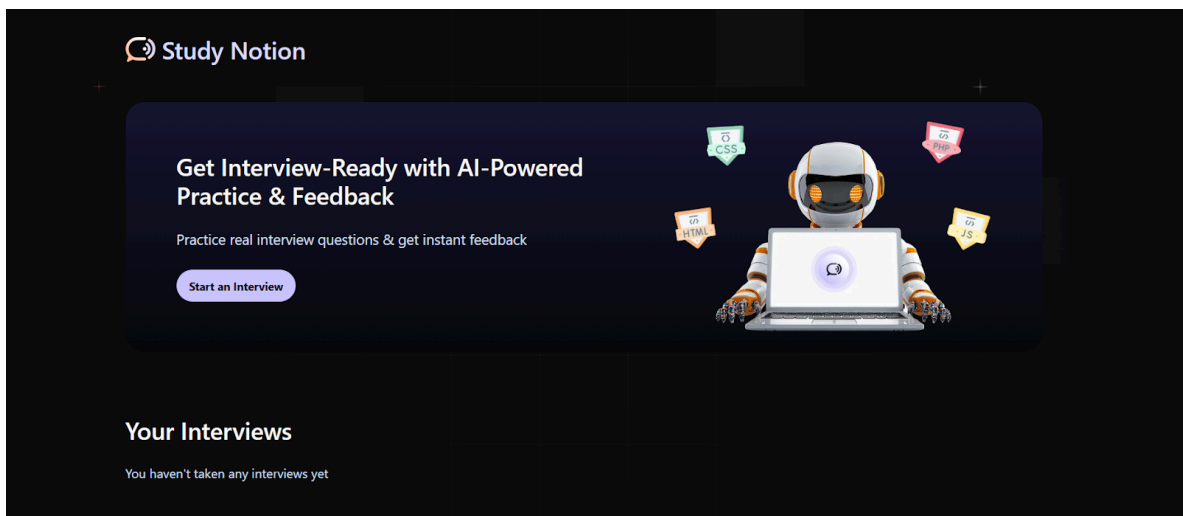 Study Notion
Get Interview-Ready with AI-Powered
Practice & Feedback
Practice real interview questions & get instant feedback
Start an Interview
CSS
PHP
HTML
JS
Your Interviews
You haven't taken any interviews yet